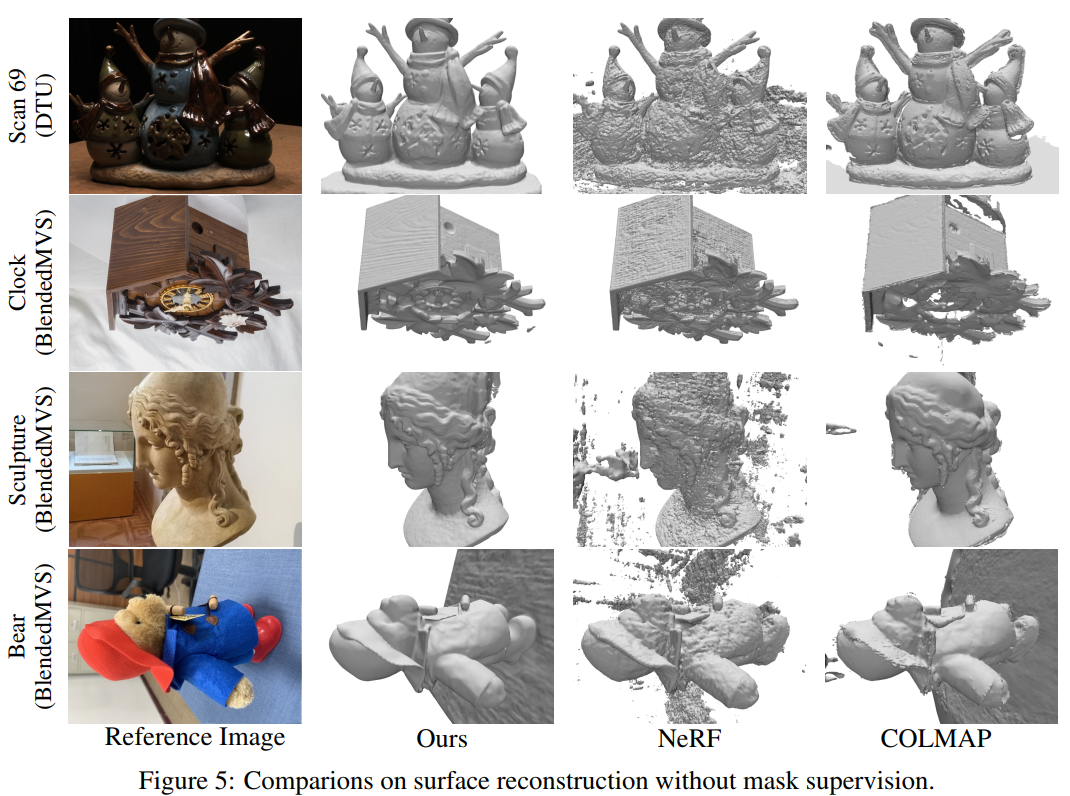 Scan 69
(DTU)
Clock
(BlendedMVS)
Sculpture
(BlendedMVS)
Bear
(BlendedMVS)
Reference Image
Ours
NeRF
COLMAP
Figure 5: Comparions on surface reconstruction without mask supervision.